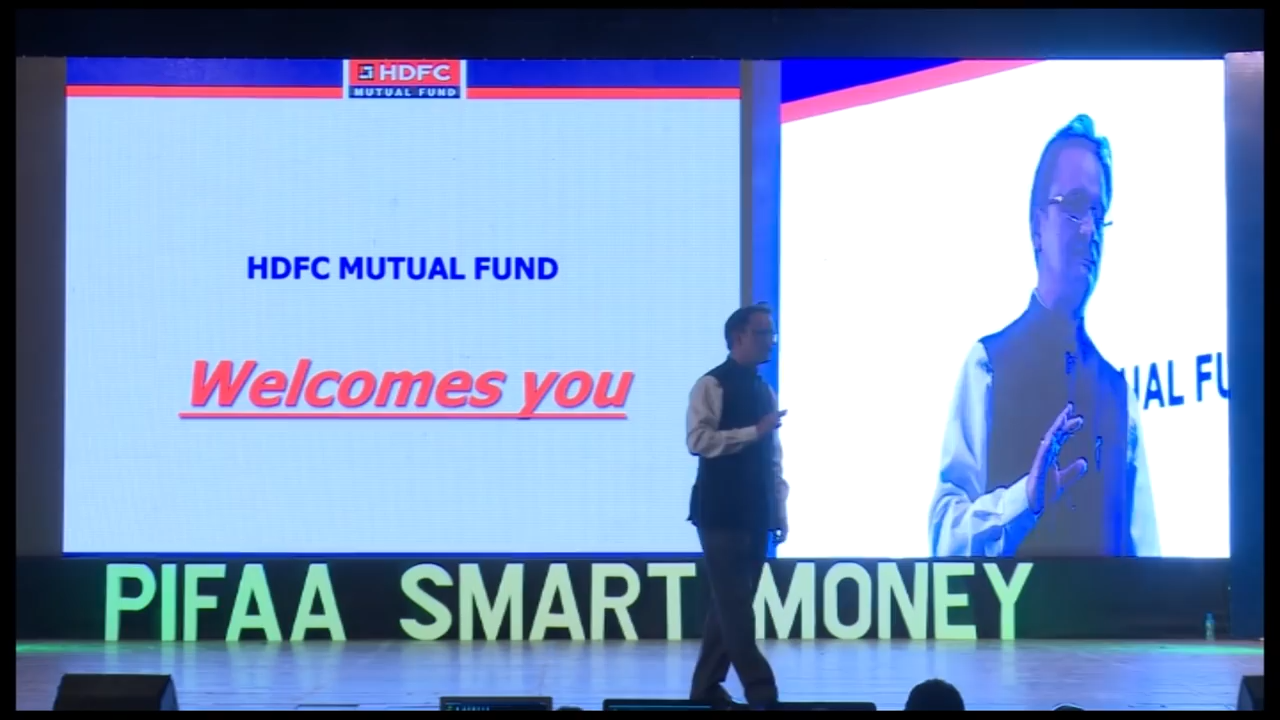 HDFC
MUTUAL FUND
HDFC MUTUAL FUND
Welcomes you
UAL FU
PIFAA SMART MONEY